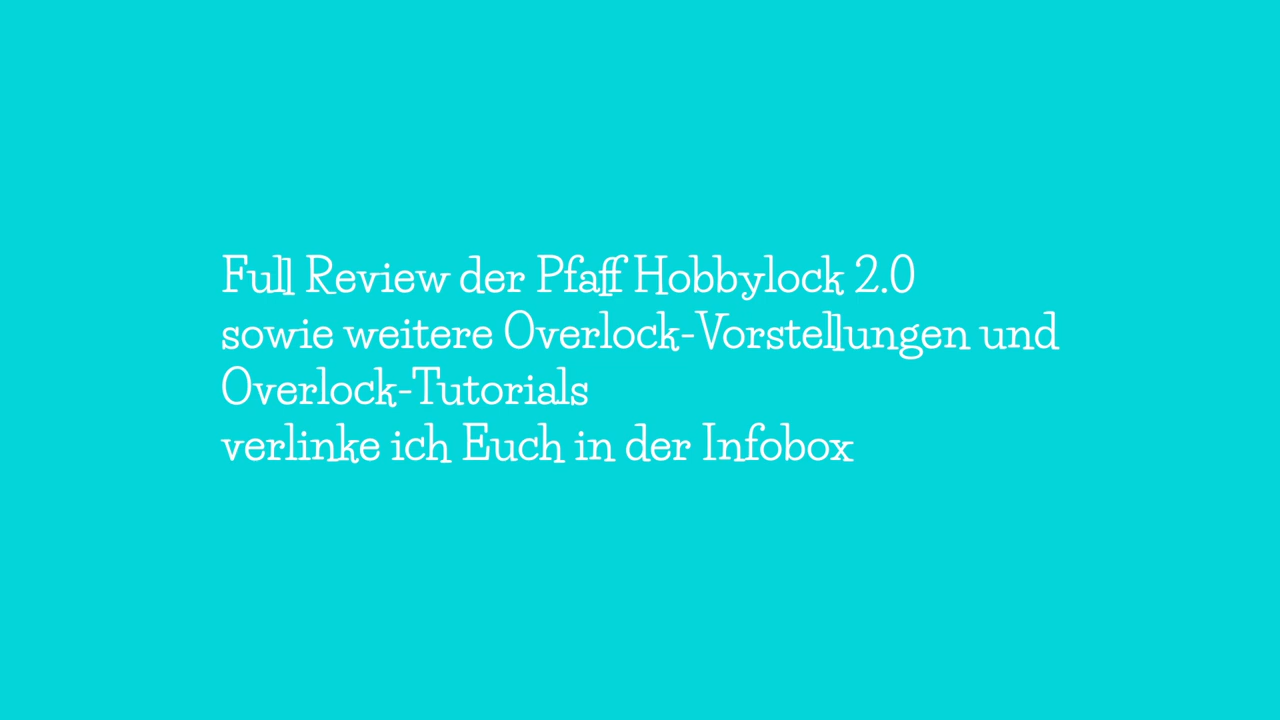 Full Review der Pfaff Hobbylock 2.0
sowie weitere Overlock-Vorstellungen und
Overlock-Tutorials
verlinke ich Euch in der Infobox